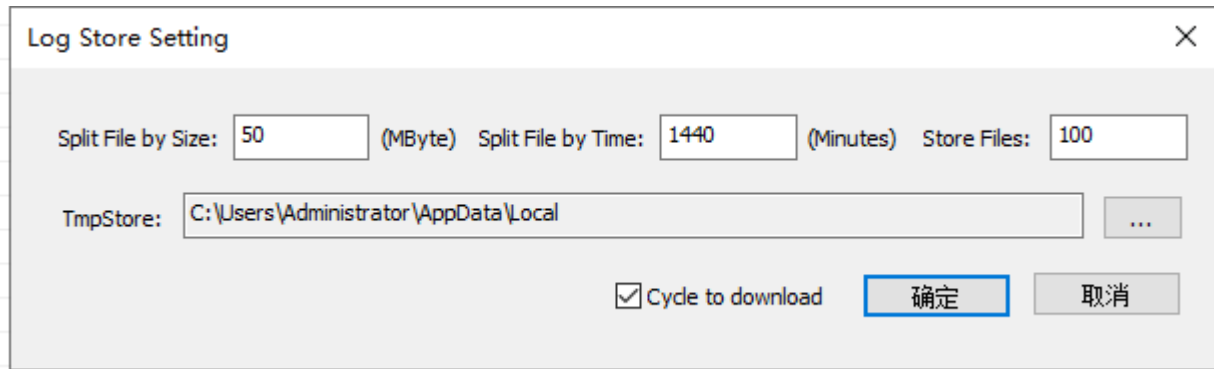 Log Store Setting
Split File by Size: 50 (MByte) Split File by Time: 1440 (Minutes) Store Files: 100
TmpStore: C:\Users\Administrator\AppData\Local ...
Cycle to download 确定 取消